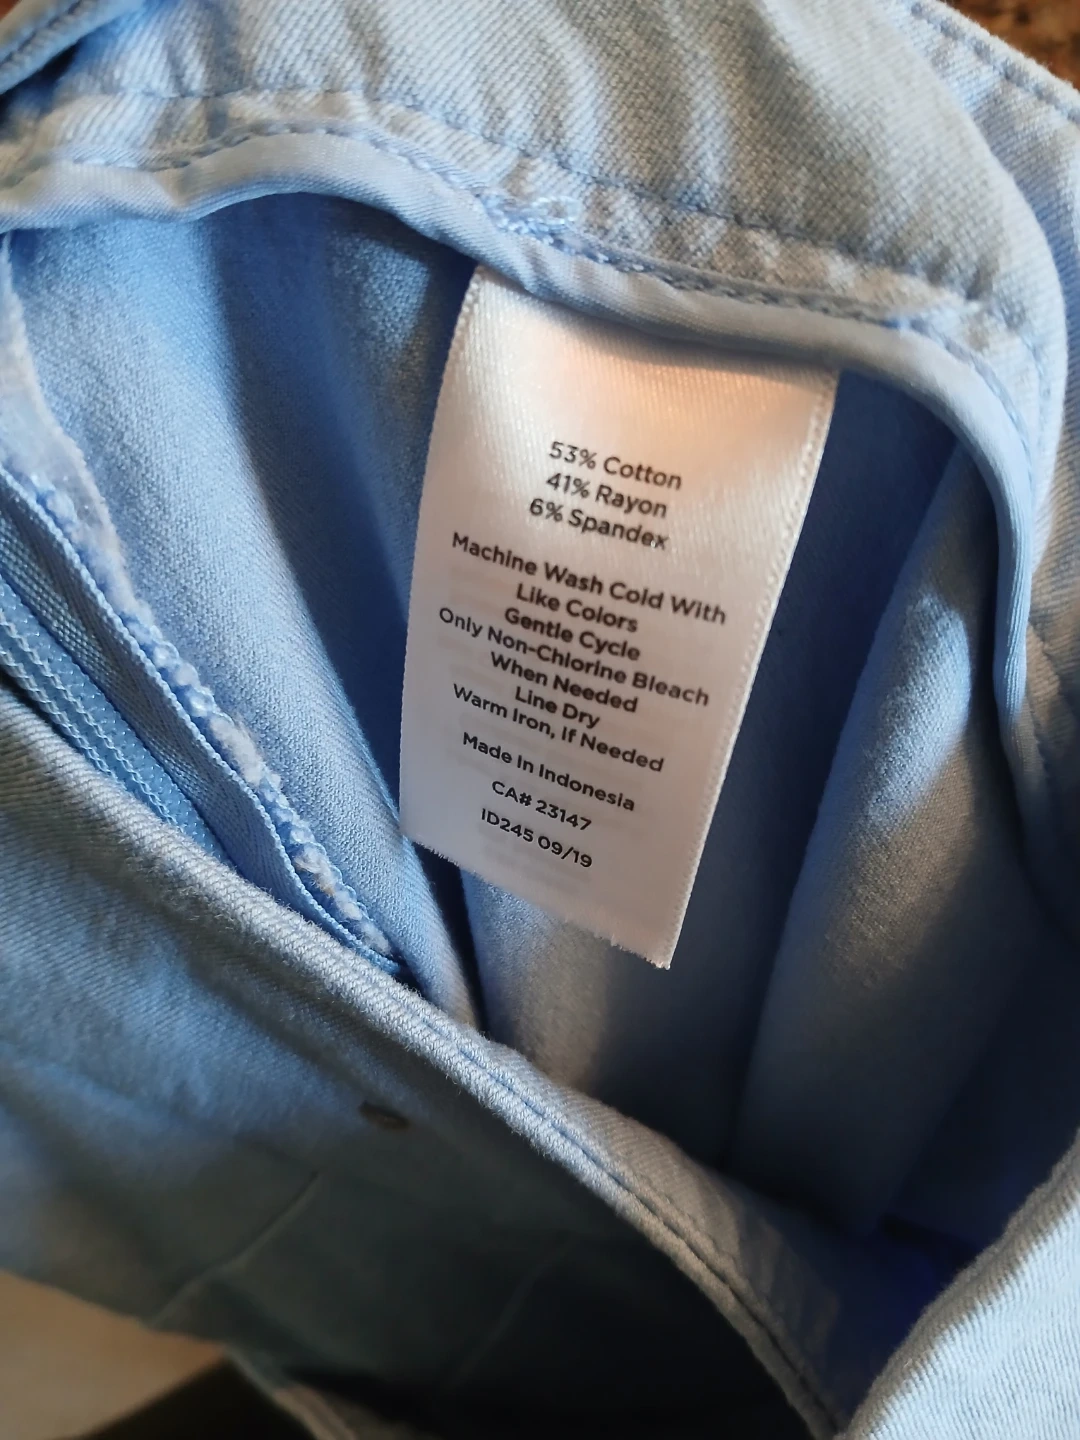 53% Cotton
41% Rayon
6% Spandex
Machine Wash Cold With
Like Colors
Gentle Cycle
Only Non-Chlorine Bleach
When Needed
Line Dry
Warm Iron, If Needed
Made In Indonesia
CA# 23147
ID245 09/19